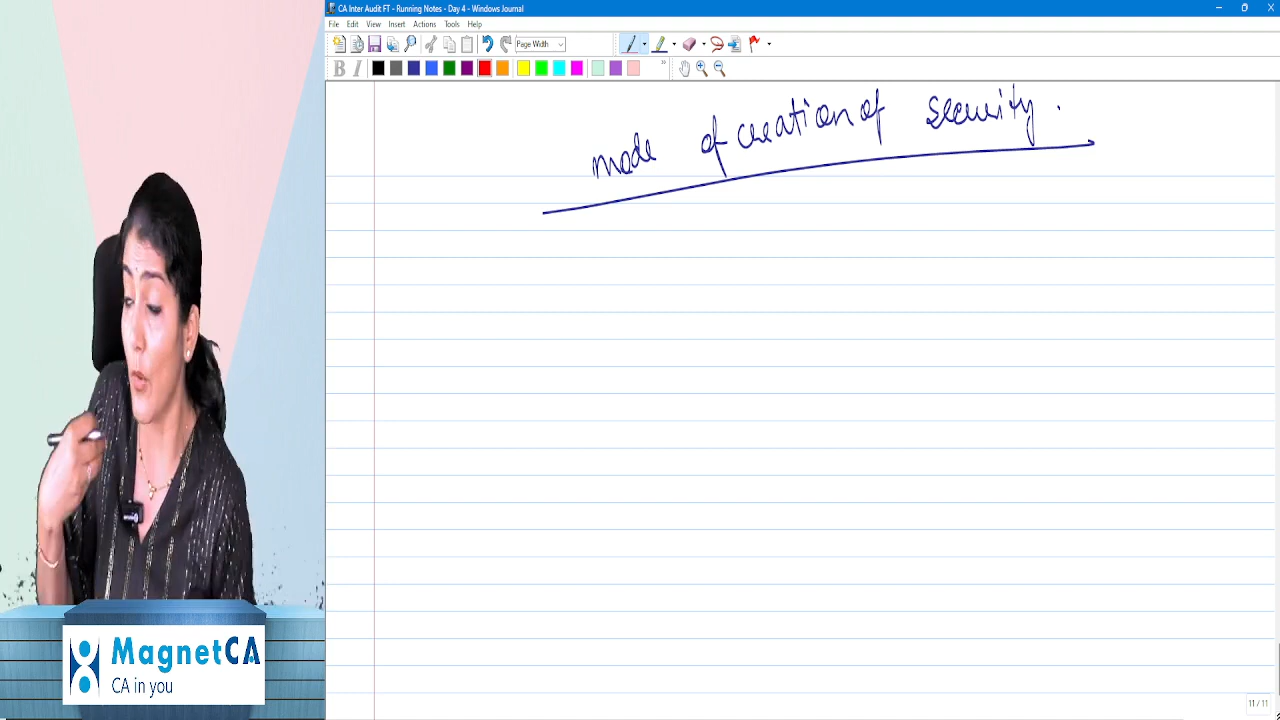 CA Inter Audit FT - Running Notes - Day 4 - Windows Journal
File Edit View Insert Actions Tools Help
Page Width
B I
mode of creation of security.
11 / 11
MagnetCA
CA in you